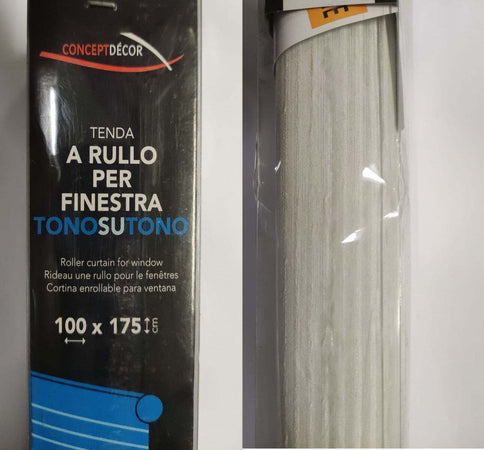 CONCEPTDÉCOR
TENDA
A RULLO
PER
FINESTRA
TONOSUTONO
Roller curtain for window
Rideau une rullo pour le fenêtres
Cortina enrollable para ventana
100 x 175 cm